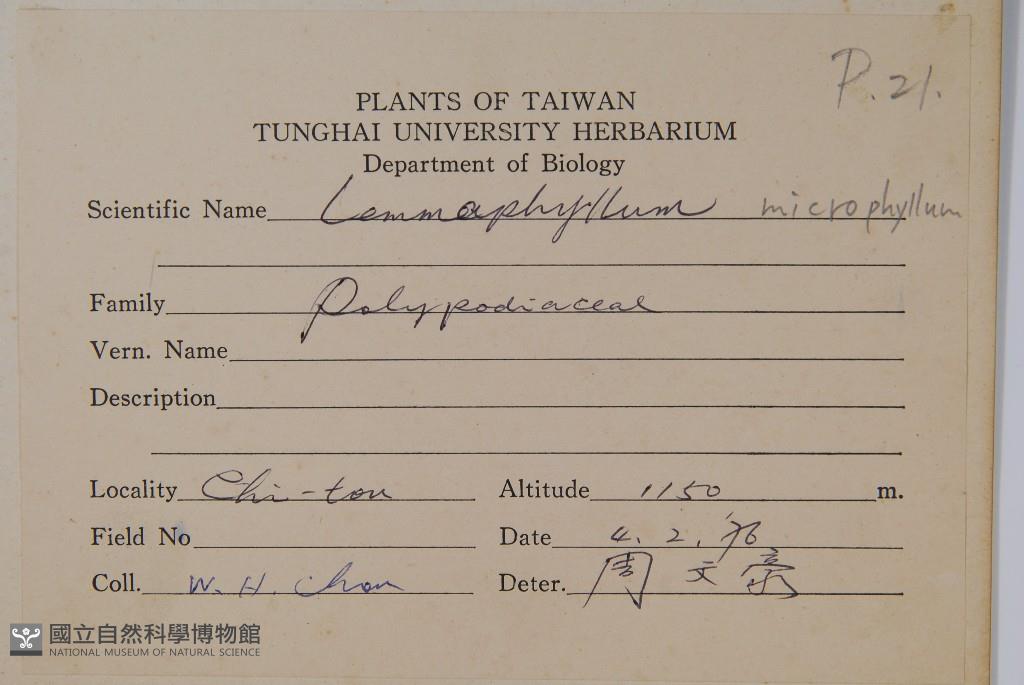 P. 21.
PLANTS OF TAIWAN
TUNGHAI UNIVERSITY HERBARIUM
Department of Biology
Scientific Name Lemmaphyllum microphyllum
Family Polypodiaceae
Vern. Name
Description
Locality Chi-tou Altitude 1150 m.
Field No Date 4. 2. '76
Coll. W. H. Chou Deter. 周文豪
國立自然科學博物館
NATIONAL MUSEUM OF NATURAL SCIENCE